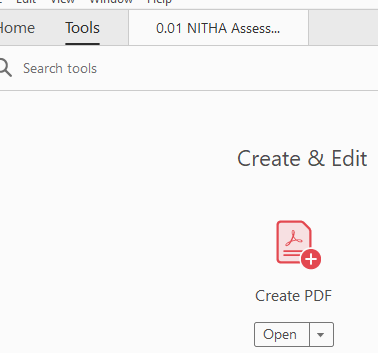 Edit View Window Help
Home Tools 0.01 NITHA Assess...
Search tools
Create & Edit
Create PDF
Open